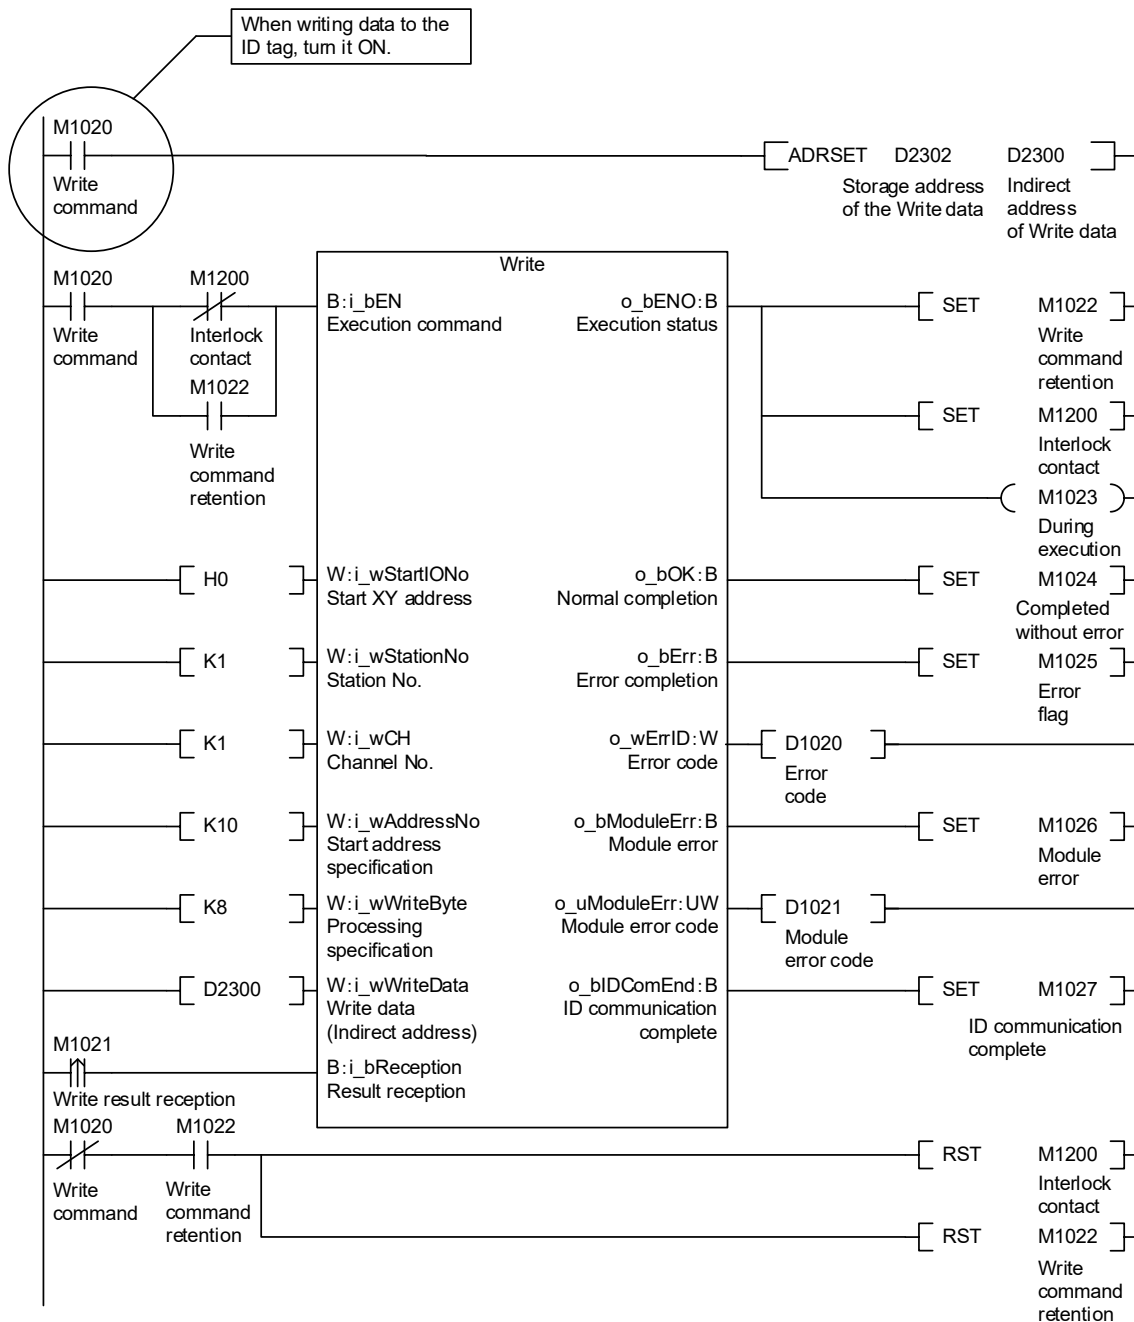 When writing data to the
ID tag, turn it ON.
M1020
Write
command
ADRSET D2302 D2300
Storage address
of the Write data
Indirect
address
of Write data
M1020
Write
command
M1200
Interlock
contact
M1022
Write
command
retention
Write
B:i_bEN
Execution command
o_bENO:B
Execution status
SET M1022
Write
command
retention
SET M1200
Interlock
contact
M1023
During
execution
H0
W:i_wStartIONo
Start XY address
o_bOK:B
Normal completion
SET M1024
Completed
without error
K1
W:i_wStationNo
Station No.
o_bErr:B
Error completion
SET M1025
Error
flag
K1
W:i_wCH
Channel No.
o_wErrID:W
Error code
D1020
Error
code
K10
W:i_wAddressNo
Start address
specification
o_bModuleErr:B
Module error
SET M1026
Module
error
K8
W:i_wWriteByte
Processing
specification
o_uModuleErr:UW
Module error code
D1021
Module
error code
D2300
W:i_wWriteData
Write data
(Indirect address)
o_bIDComEnd:B
ID communication
complete
SET M1027
ID communication
complete
M1021
Write result reception
B:i_bReception
Result reception
M1020
Write
command
M1022
Write
command
retention
RST M1200
Interlock
contact
RST M1022
Write
command
retention